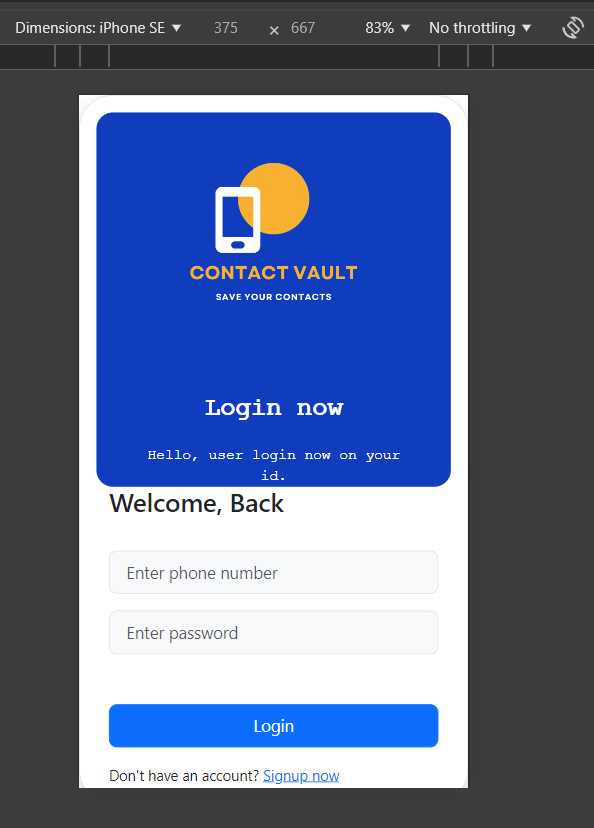 Dimensions: iPhone SE ▼ 375 × 667 83% ▼ No throttling ▼
CONTACT VAULT
SAVE YOUR CONTACTS
Login now
Hello, user login now on your
id.
Welcome, Back
Enter phone number
Enter password
Login
Don't have an account? Signup now